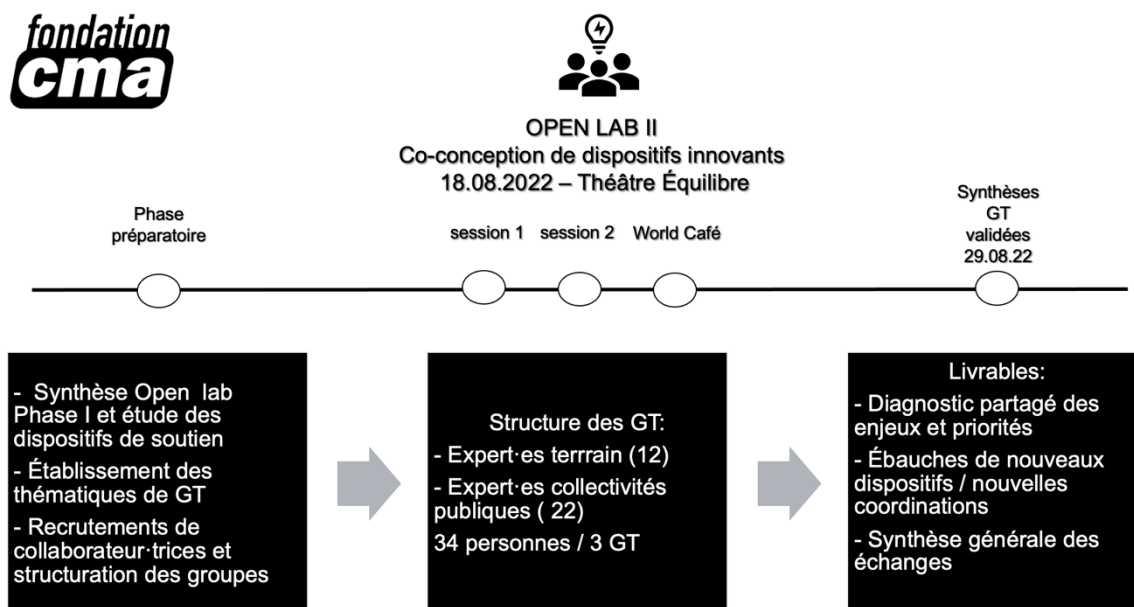 fondation
cma
OPEN LAB II
Co-conception de dispositifs innovants
18.08.2022 – Théâtre Équilibre
Phase
préparatoire
session 1
session 2
World Café
Synthèses
GT
validées
29.08.22
- Synthèse Open lab
Phase I et étude des
dispositifs de soutien
- Établissement des
thématiques de GT
- Recrutements de
collaborateur·trices et
structuration des groupes
Structure des GT:
- Expert·es terrrain (12)
- Expert·es collectivités
publiques ( 22)
34 personnes / 3 GT
Livrables:
- Diagnostic partagé des
enjeux et priorités
- Ébauches de nouveaux
dispositifs / nouvelles
coordinations
- Synthèse générale des
échanges